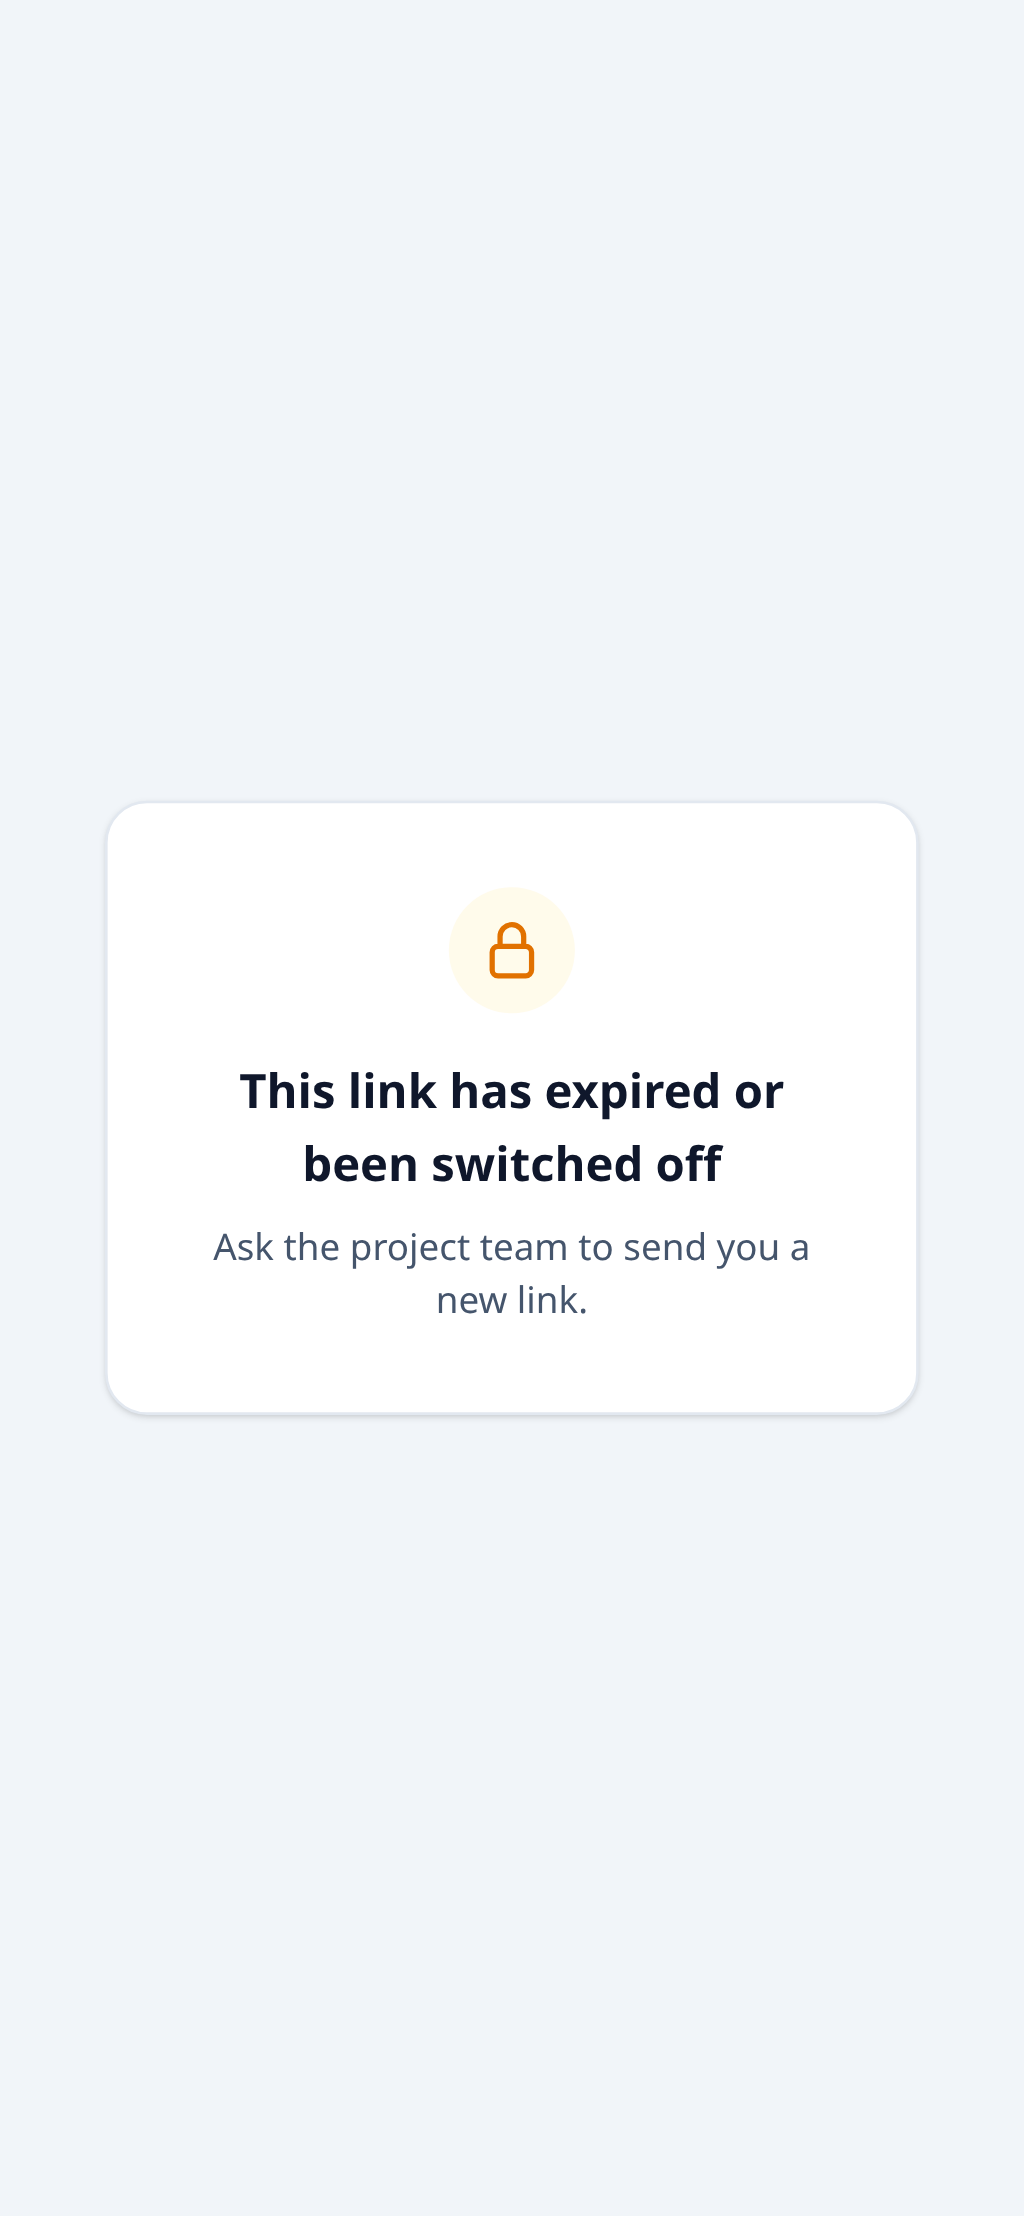 This link has expired or
been switched off
Ask the project team to send you a
new link.